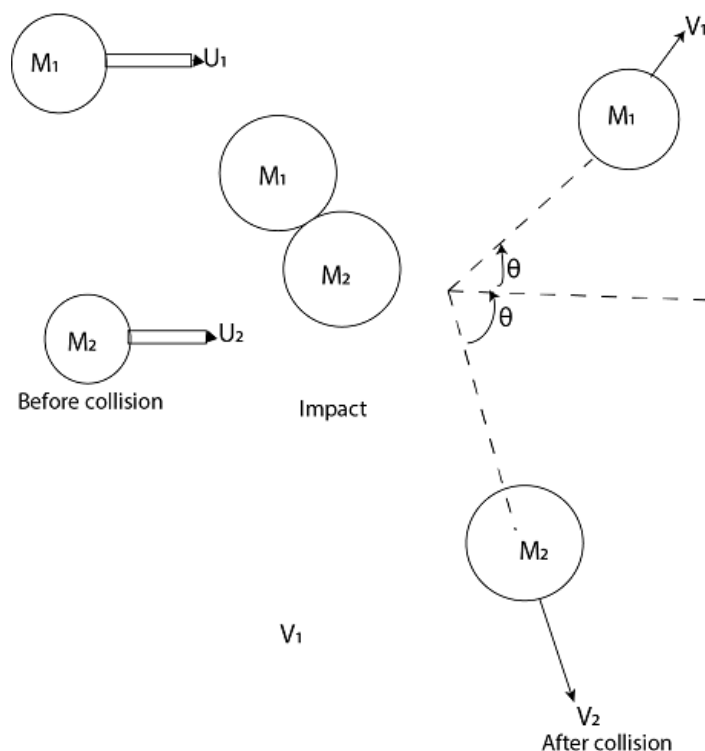 V₁
M₁
U₁
M₁
M₁
M₂
θ
θ
M₂
U₂
Before collision
Impact
M₂
V₁
V₂
After collision